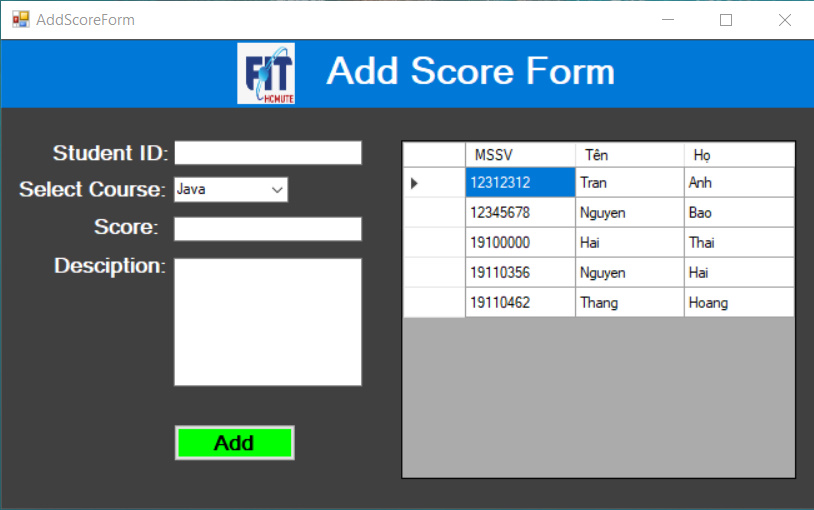 AddScoreForm
FIT
HCMUTE
Add Score Form
Student ID:
Select Course: Java
Score:
Desciption:
Add
MSSV Tên Họ
12312312 Tran Anh
12345678 Nguyen Bao
19100000 Hai Thai
19110356 Nguyen Hai
19110462 Thang Hoang